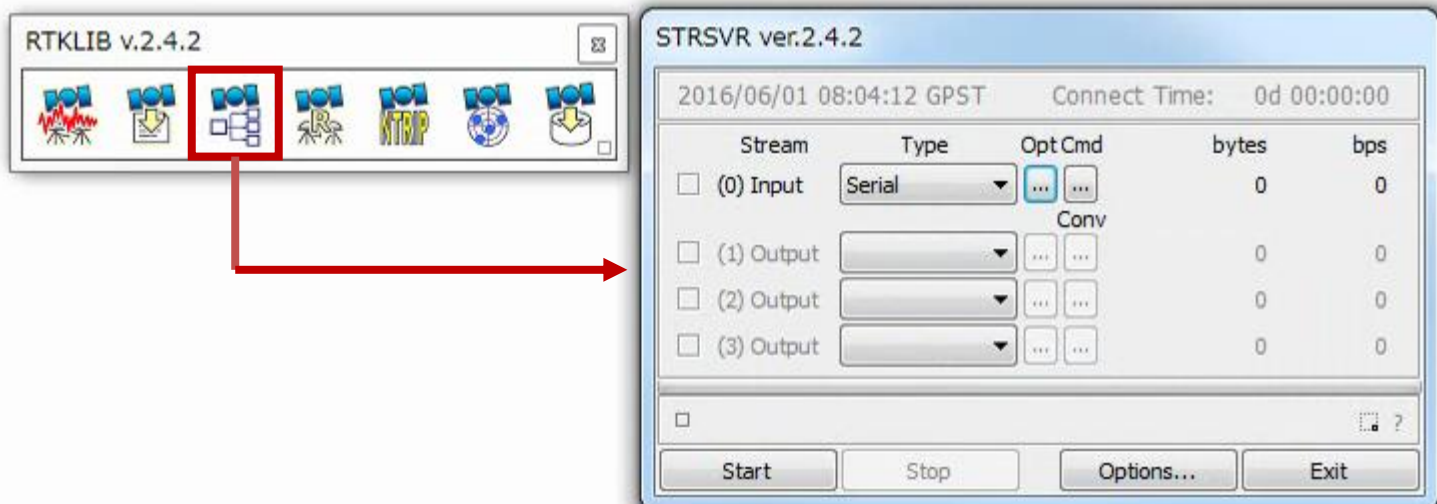 RTKLIB v.2.4.2
R
NTRIP
STRSVR ver.2.4.2
2016/06/01 08:04:12 GPST Connect Time: 0d 00:00:00
Stream Type Opt Cmd bytes bps
(0) Input Serial ... ... 0 0
Conv
(1) Output ... ... 0 0
(2) Output ... ... 0 0
(3) Output ... ... 0 0
?
Start Stop Options... Exit